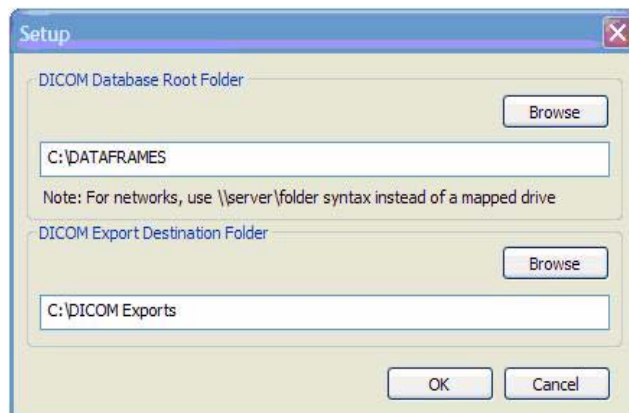 Setup
DICOM Database Root Folder
Browse
C:\DATAFRAMES
Note: For networks, use \\server\folder syntax instead of a mapped drive
DICOM Export Destination Folder
Browse
C:\DICOM Exports
OK Cancel